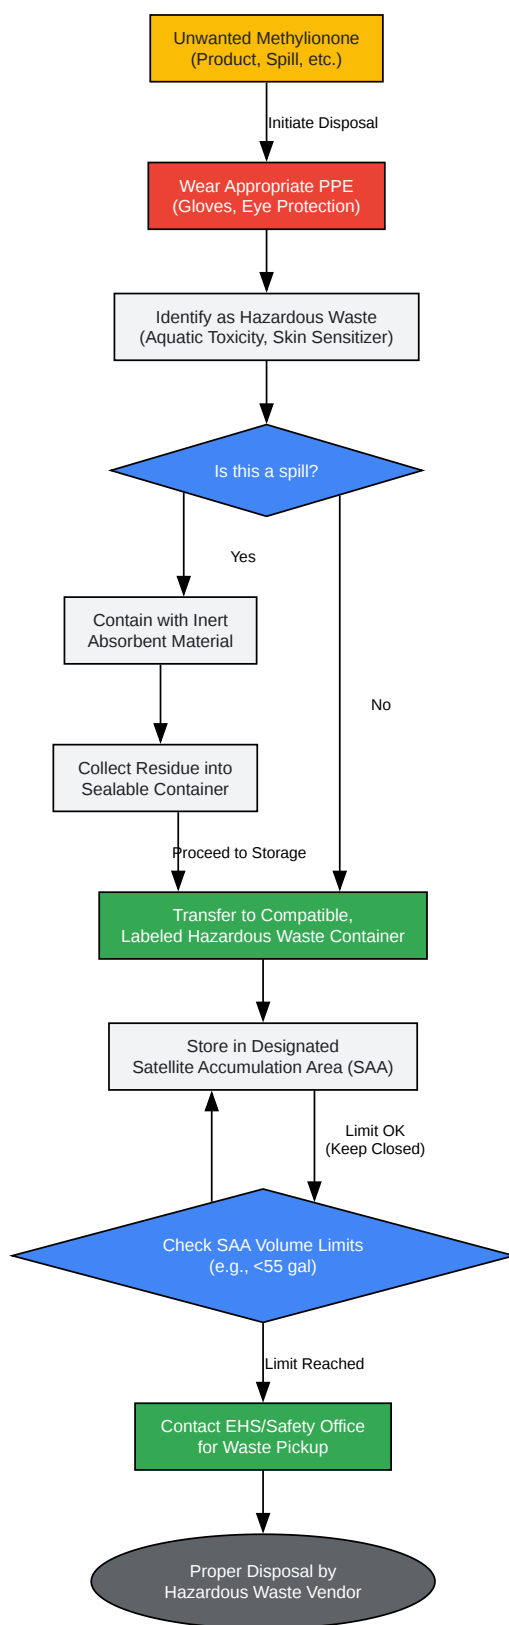 Unwanted Methylionone
(Product, Spill, etc.)
Initiate Disposal
Wear Appropriate PPE
(Gloves, Eye Protection)
Identify as Hazardous Waste
(Aquatic Toxicity, Skin Sensitizer)
Is this a spill?
Yes
Contain with Inert
Absorbent Material
No
Collect Residue into
Sealable Container
Proceed to Storage
Transfer to Compatible,
Labeled Hazardous Waste Container
Store in Designated
Satellite Accumulation Area (SAA)
Limit OK
(Keep Closed)
Check SAA Volume Limits
(e.g., <55 gal)
Limit Reached
Contact EHS/Safety Office
for Waste Pickup
Proper Disposal by
Hazardous Waste Vendor